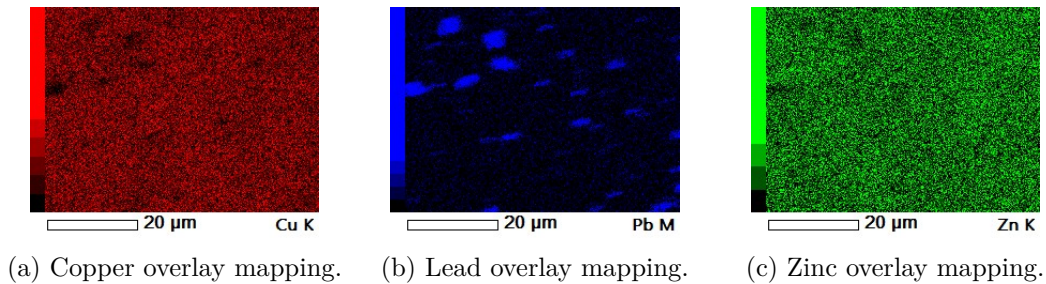 20 µm Cu K
20 µm Pb M
20 µm Zn K
(a) Copper overlay mapping.
(b) Lead overlay mapping.
(c) Zinc overlay mapping.